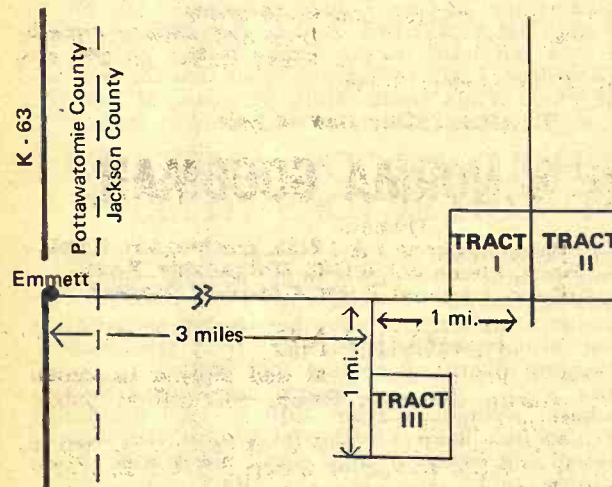 K - 63
Pottawatomie County
Jackson County
TRACT
I
TRACT
II
Emmett
3 miles
1 mi.
1 mi.
TRACT
III